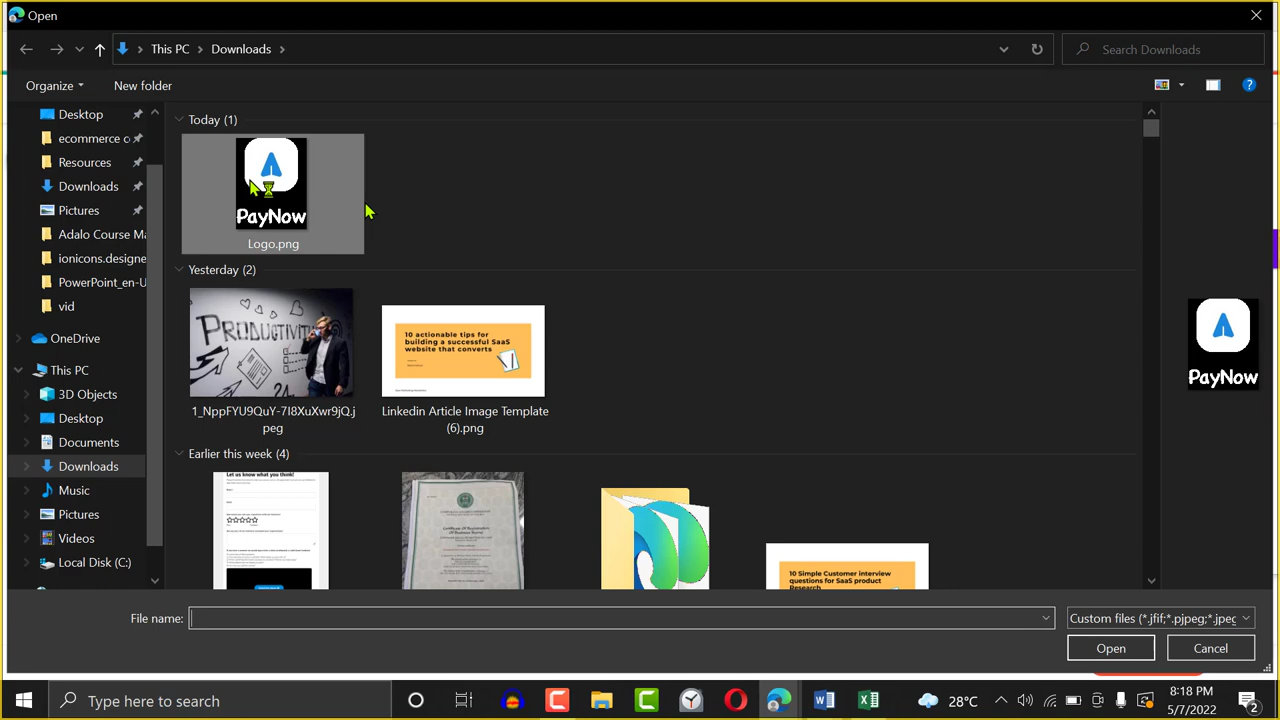 Open
This PC
Downloads
Search Downloads
Organize
New folder
Desktop
ecommerce c
Resources
Downloads
Pictures
Adalo Course Ma
ionicons.designe
PowerPoint_en-U
vid
OneDrive
This PC
3D Objects
Desktop
Documents
Downloads
Music
Pictures
Videos
Local Disk (C:)
Today (1)
PayNow
Logo.png
Yesterday (2)
PRODUCTIVIT
1_NppFYU9QuY-7I8XuXwr9jQ.j
peg
10 actionable tips for
building a successful SaaS
website that converts
Linkedin Article Image Template
(6).png
Earlier this week (4)
Let us know what you think!
10 Simple Customer interview
questions for SaaS product
Research
PayNow
File name:
Custom files (*.jfif;*.pjpeg;*.jpeg
Open
Cancel
Type here to search
28°C
8:18 PM
5/7/2022
2